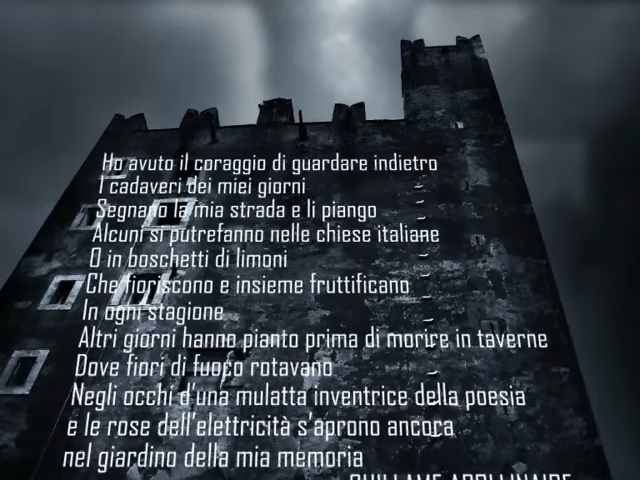 Ho avuto il coraggio di guardare indietro
I cadaveri dei miei giorni
Segnano la mia strada e li piango
Alcuni si putrefanno nelle chiese italiane
O in boschetti di limoni
Che fioriscono e insieme fruttificano
In ogni stagione
Altri giorni hanno pianto prima di morire in taverne
Dove fiori di fuoco rotavano
Negli occhi d'una mulatta inventrice della poesia
e le rose dell'elettricità s'aprono ancora
nel giardino della mia memoria
GUILLAME APOLLINAIRE